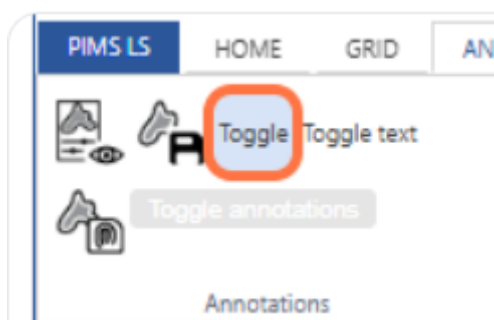 PIMS LS HOME GRID AN
Toggle Toggle text
Toggle annotations
Annotations